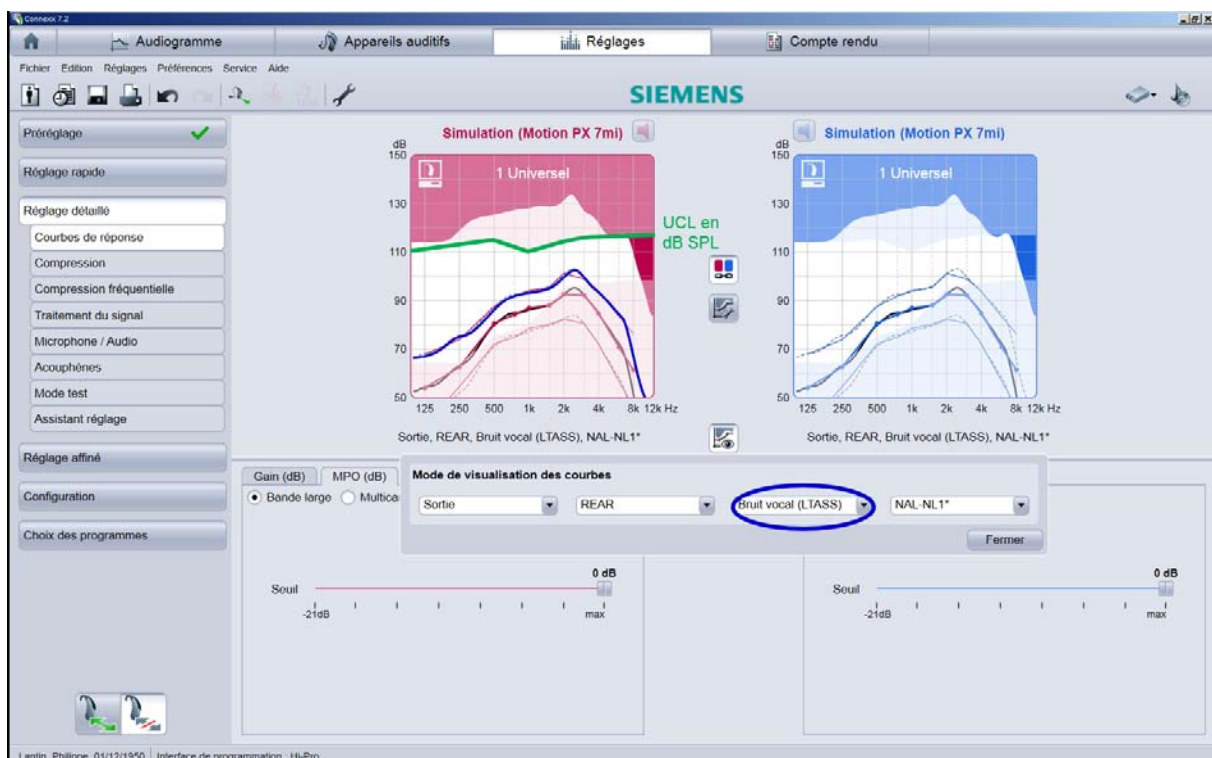 Connexx 7.2
Audiogramme Appareils auditifs Réglages Compte rendu
Fichier Edition Réglages Préférences Service Aide
SIEMENS
Préréglage
Réglage rapide
Réglage détaillé
Courbes de réponse
Compression
Compression fréquentielle
Traitement du signal
Microphone / Audio
Acouphènes
Mode test
Assistant réglage
Réglage affiné
Configuration
Choix des programmes
Simulation (Motion PX 7mi)
dB
150
130
110
90
70
50
1 Universel
UCL en
dB SPL
125 250 500 1k 2k 4k 8k 12k Hz
Sortie, REAR, Bruit vocal (LTASS), NAL-NL1*
Simulation (Motion PX 7mi)
dB
150
130
110
90
70
50
1 Universel
125 250 500 1k 2k 4k 8k 12k Hz
Sortie, REAR, Bruit vocal (LTASS), NAL-NL1*
Gain (dB) MPO (dB)
Bande large Multica
Mode de visualisation des courbes
Sortie REAR Bruit vocal (LTASS) NAL-NL1*
Fermer
0 dB
Seuil
-21dB max
0 dB
Seuil
-21dB max
Lantin, Philippe, 01/12/1950 Interface de programmation : Hi-Pro